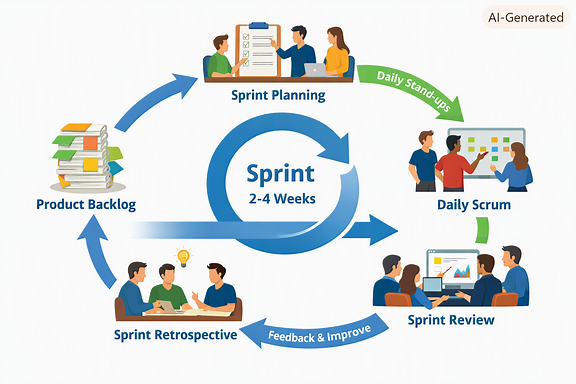 AI-Generated
Sprint Planning
Daily Stand-ups
Sprint
2-4 Weeks
Product Backlog
Daily Scrum
Sprint Retrospective
Feedback & Improve
Sprint Review